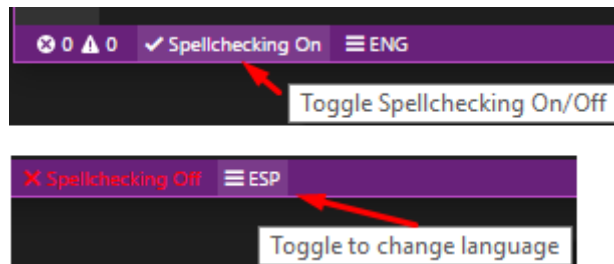 0 0 Spellchecking On ENG
Toggle Spellchecking On/Off
Spellchecking Off ESP
Toggle to change language